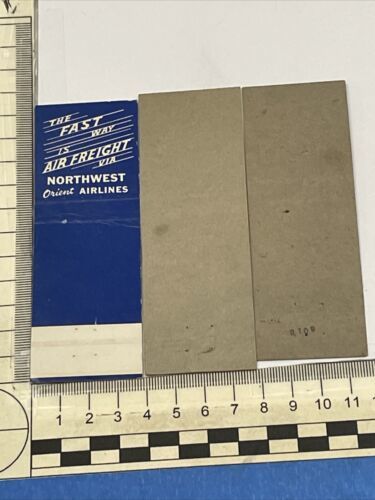 THE
FAST
WAY
IS
AIR FREIGHT
VIA
NORTHWEST
Orient AIRLINES
1 2 3 4 5 6 7 8 9 10 11